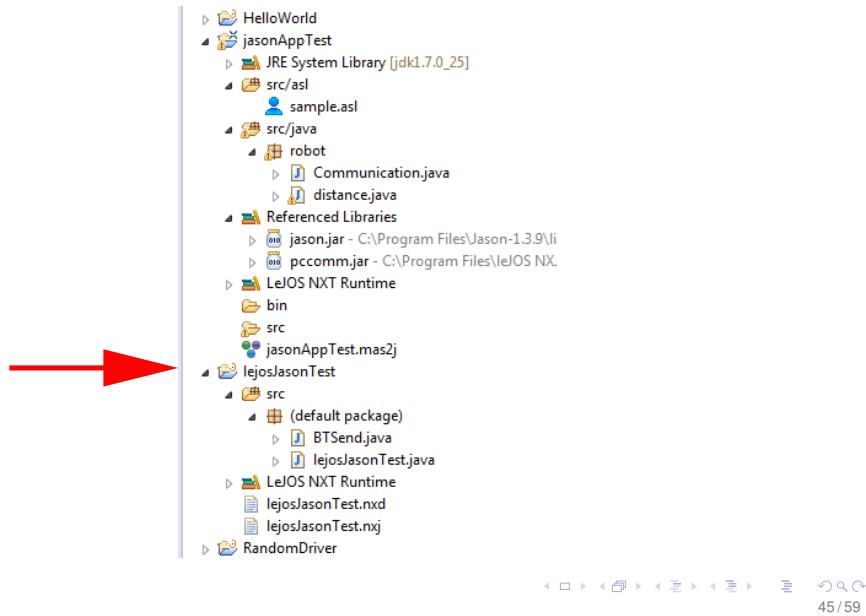 HelloWorld
jasonAppTest
JRE System Library [jdk1.7.0_25]
src/asl
sample.asl
src/java
robot
Communication.java
distance.java
Referenced Libraries
jason.jar - C:\Program Files\Jason-1.3.9\li
pccomm.jar - C:\Program Files\leJOS NX.
LeJOS NXT Runtime
bin
src
jasonAppTest.mas2j
lejosJasonTest
src
(default package)
BTSend.java
lejosJasonTest.java
LeJOS NXT Runtime
lejosJasonTest.nxd
lejosJasonTest.nxj
RandomDriver
45 / 59